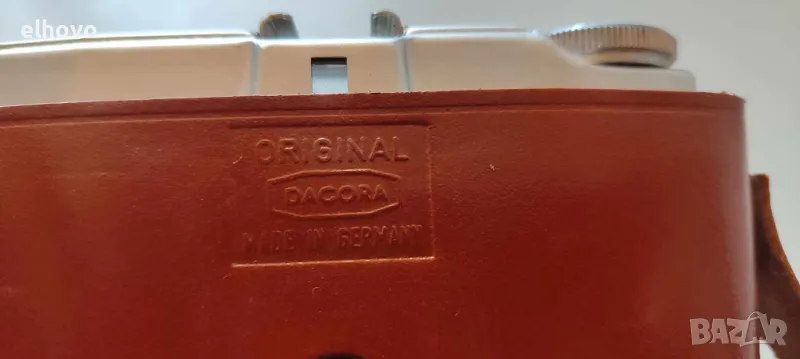 elhovo
ORIGINAL
DACORA
MADE IN GERMANY
BAZAR